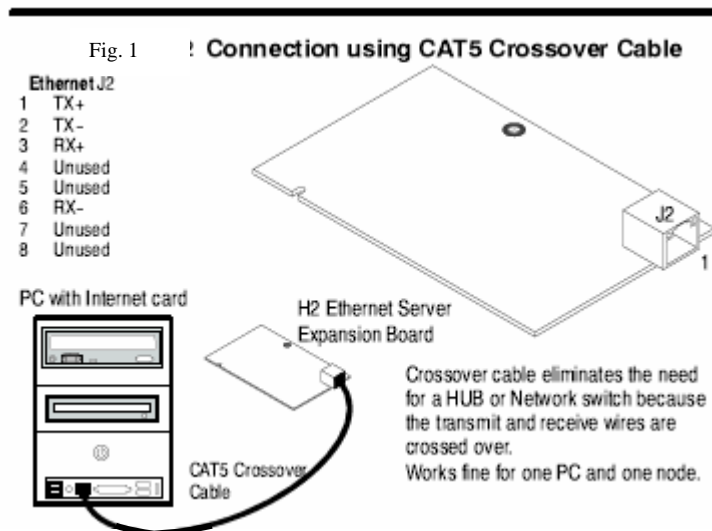 Fig. 1 2 Connection using CAT5 Crossover Cable
Ethernet J2
1 TX+
2 TX-
3 RX+
4 Unused
5 Unused
6 RX-
7 Unused
8 Unused
J2
1
PC with Internet card
H2 Ethernet Server
Expansion Board
CAT5 Crossover
Cable
Crossover cable eliminates the need
for a HUB or Network switch because
the transmit and receive wires are
crossed over.
Works fine for one PC and one node.